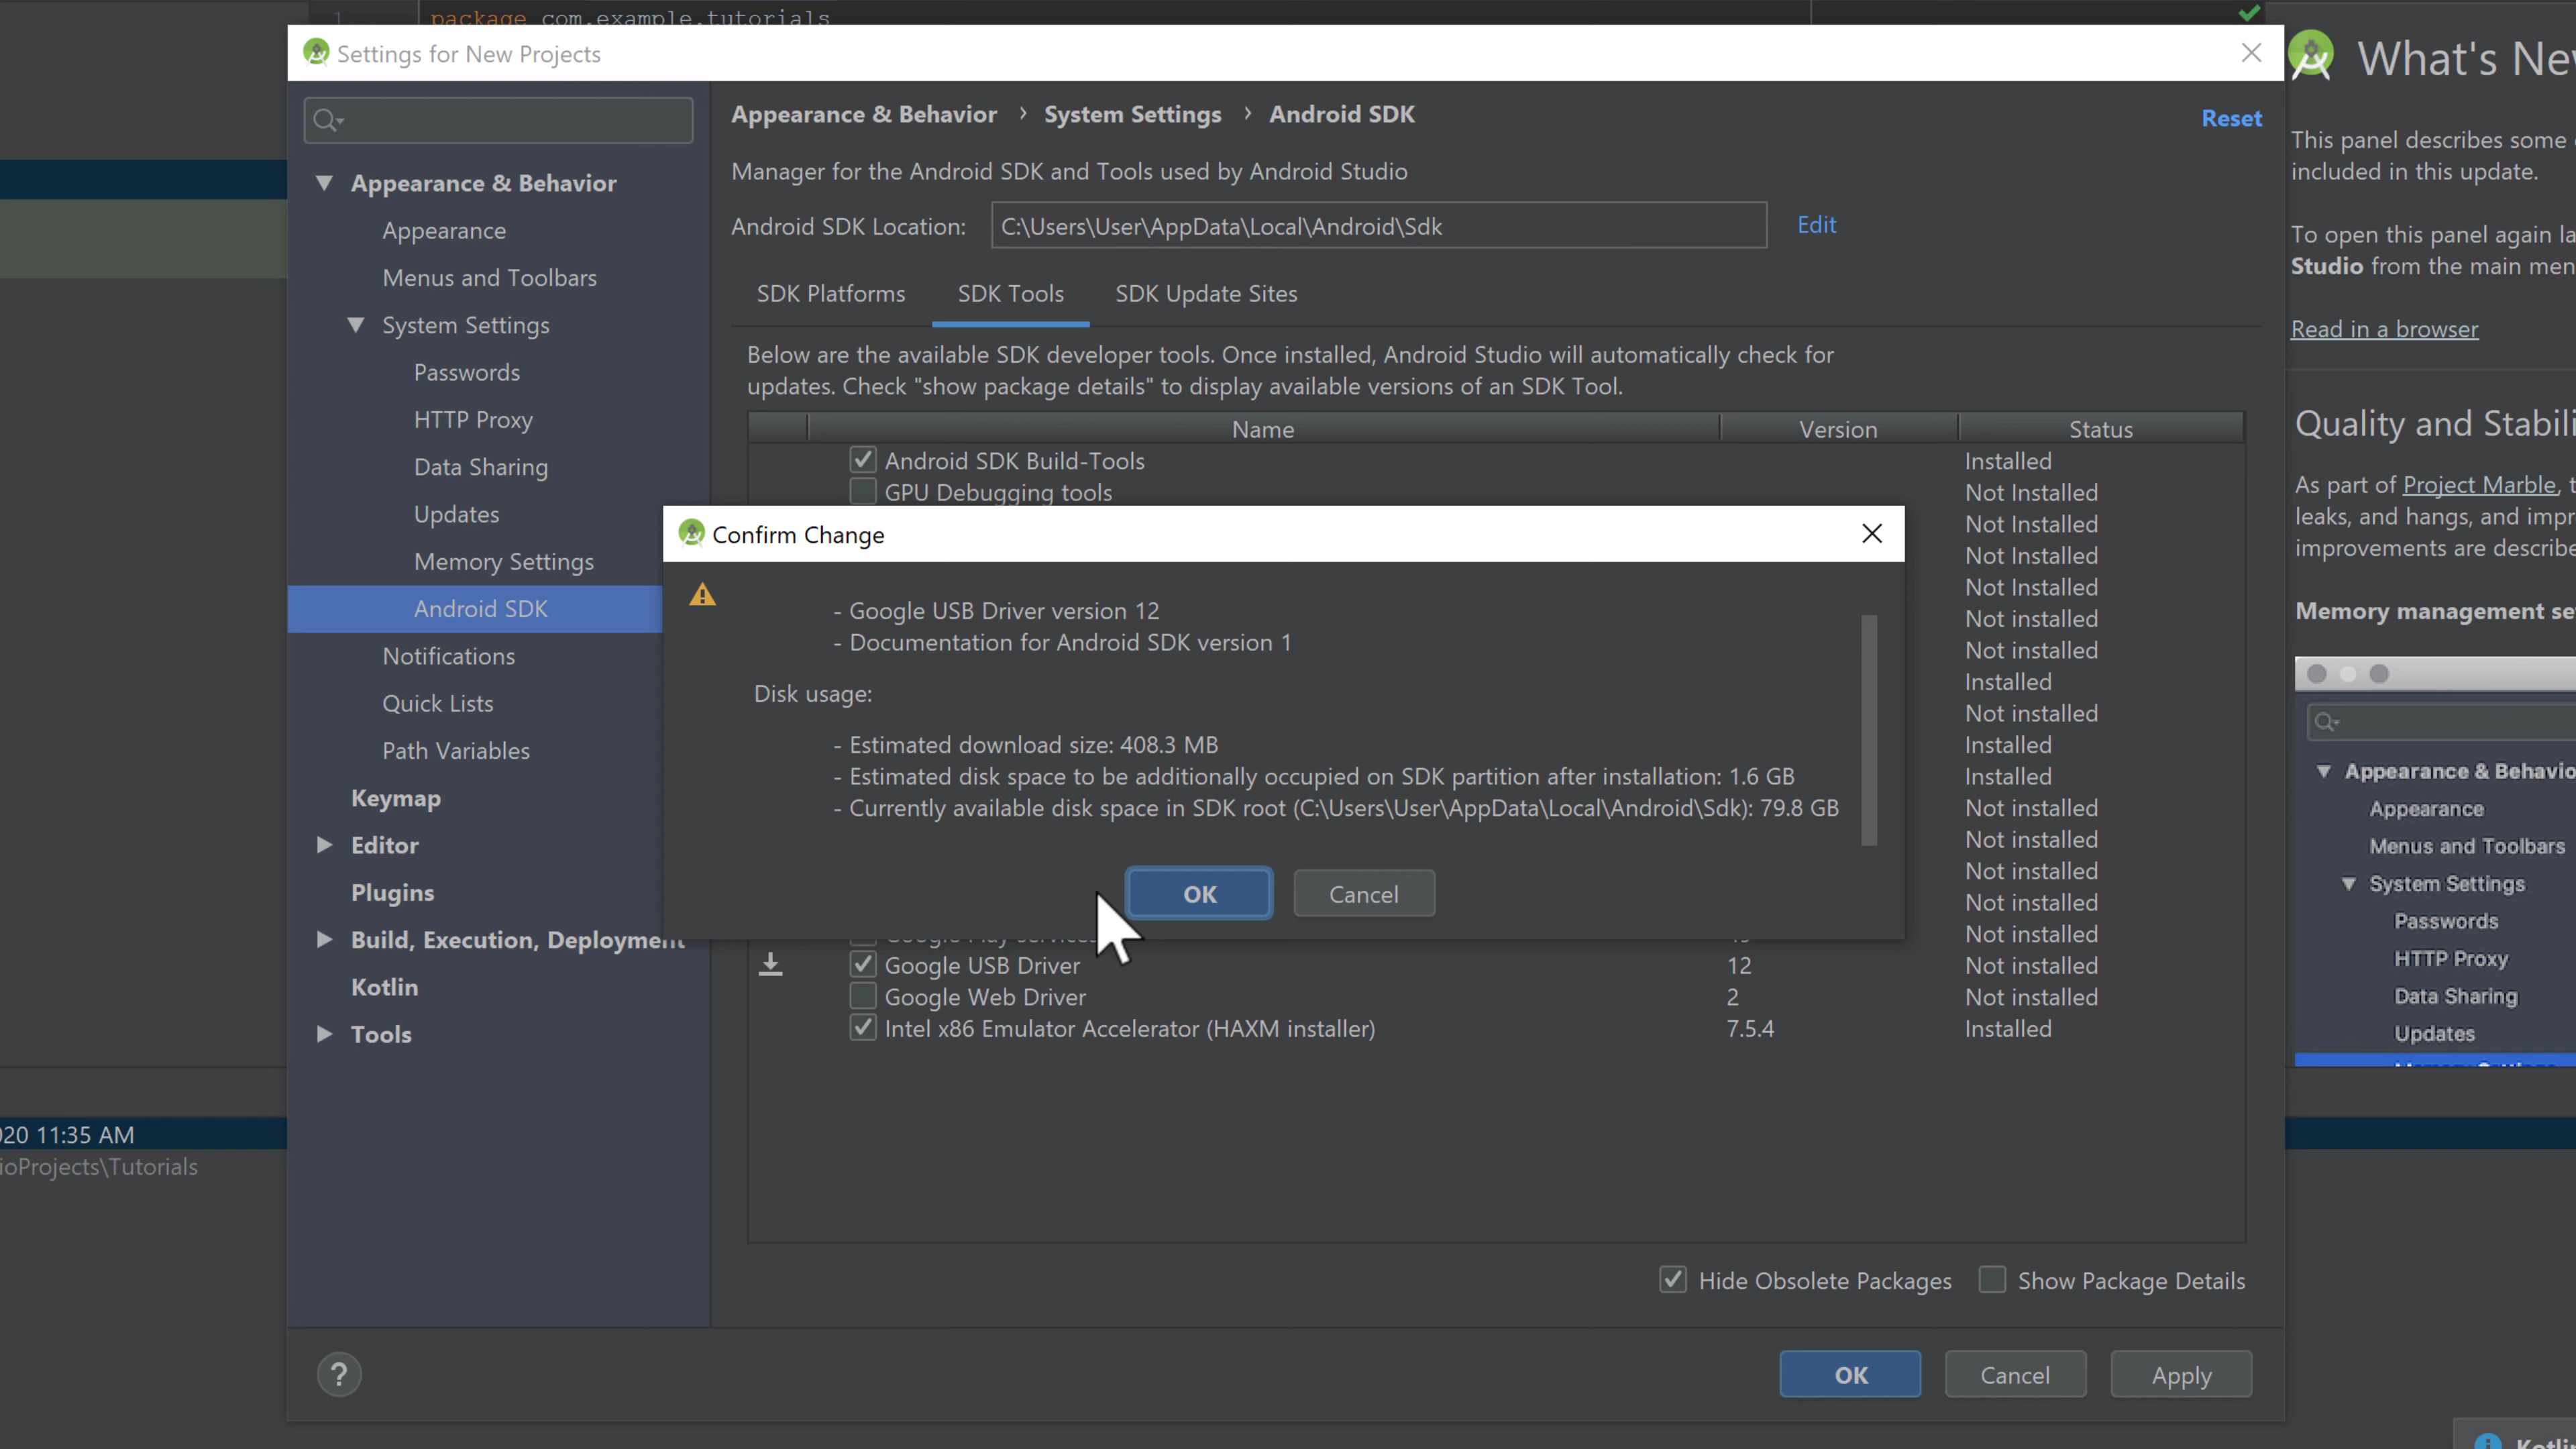 1 package com.example.tutorials
Settings for New Projects
Appearance & Behavior
Appearance
Menus and Toolbars
System Settings
Passwords
HTTP Proxy
Data Sharing
Updates
Memory Settings
Android SDK
Notifications
Quick Lists
Path Variables
Keymap
Editor
Plugins
Build, Execution, Deployment
Kotlin
Tools
Appearance & Behavior › System Settings › Android SDK
Reset
Manager for the Android SDK and Tools used by Android Studio
Android SDK Location: C:\Users\User\AppData\Local\Android\Sdk Edit
SDK Platforms SDK Tools SDK Update Sites
Below are the available SDK developer tools. Once installed, Android Studio will automatically check for
updates. Check "show package details" to display available versions of an SDK Tool.
Name Version Status
Android SDK Build-Tools Installed
GPU Debugging tools Not Installed
Not Installed
Not Installed
Not Installed
Not installed
Not installed
Installed
Not installed
Installed
Installed
Not installed
Not installed
Not installed
Not installed
Not installed
Google USB Driver 12 Not installed
Google Web Driver 2 Not installed
Intel x86 Emulator Accelerator (HAXM installer) 7.5.4 Installed
Confirm Change
- Google USB Driver version 12
- Documentation for Android SDK version 1
Disk usage:
- Estimated download size: 408.3 MB
- Estimated disk space to be additionally occupied on SDK partition after installation: 1.6 GB
- Currently available disk space in SDK root (C:\Users\User\AppData\Local\Android\Sdk): 79.8 GB
OK Cancel
Hide Obsolete Packages Show Package Details
? OK Cancel Apply
020 11:35 AM
ioProjects\Tutorials
What's Ne
This panel describes some
included in this update.
To open this panel again la
Studio from the main men
Read in a browser
Quality and Stabili
As part of Project Marble, t
leaks, and hangs, and impr
improvements are describe
Memory management se
Appearance & Behavio
Appearance
Menus and Toolbars
System Settings
Passwords
HTTP Proxy
Data Sharing
Updates